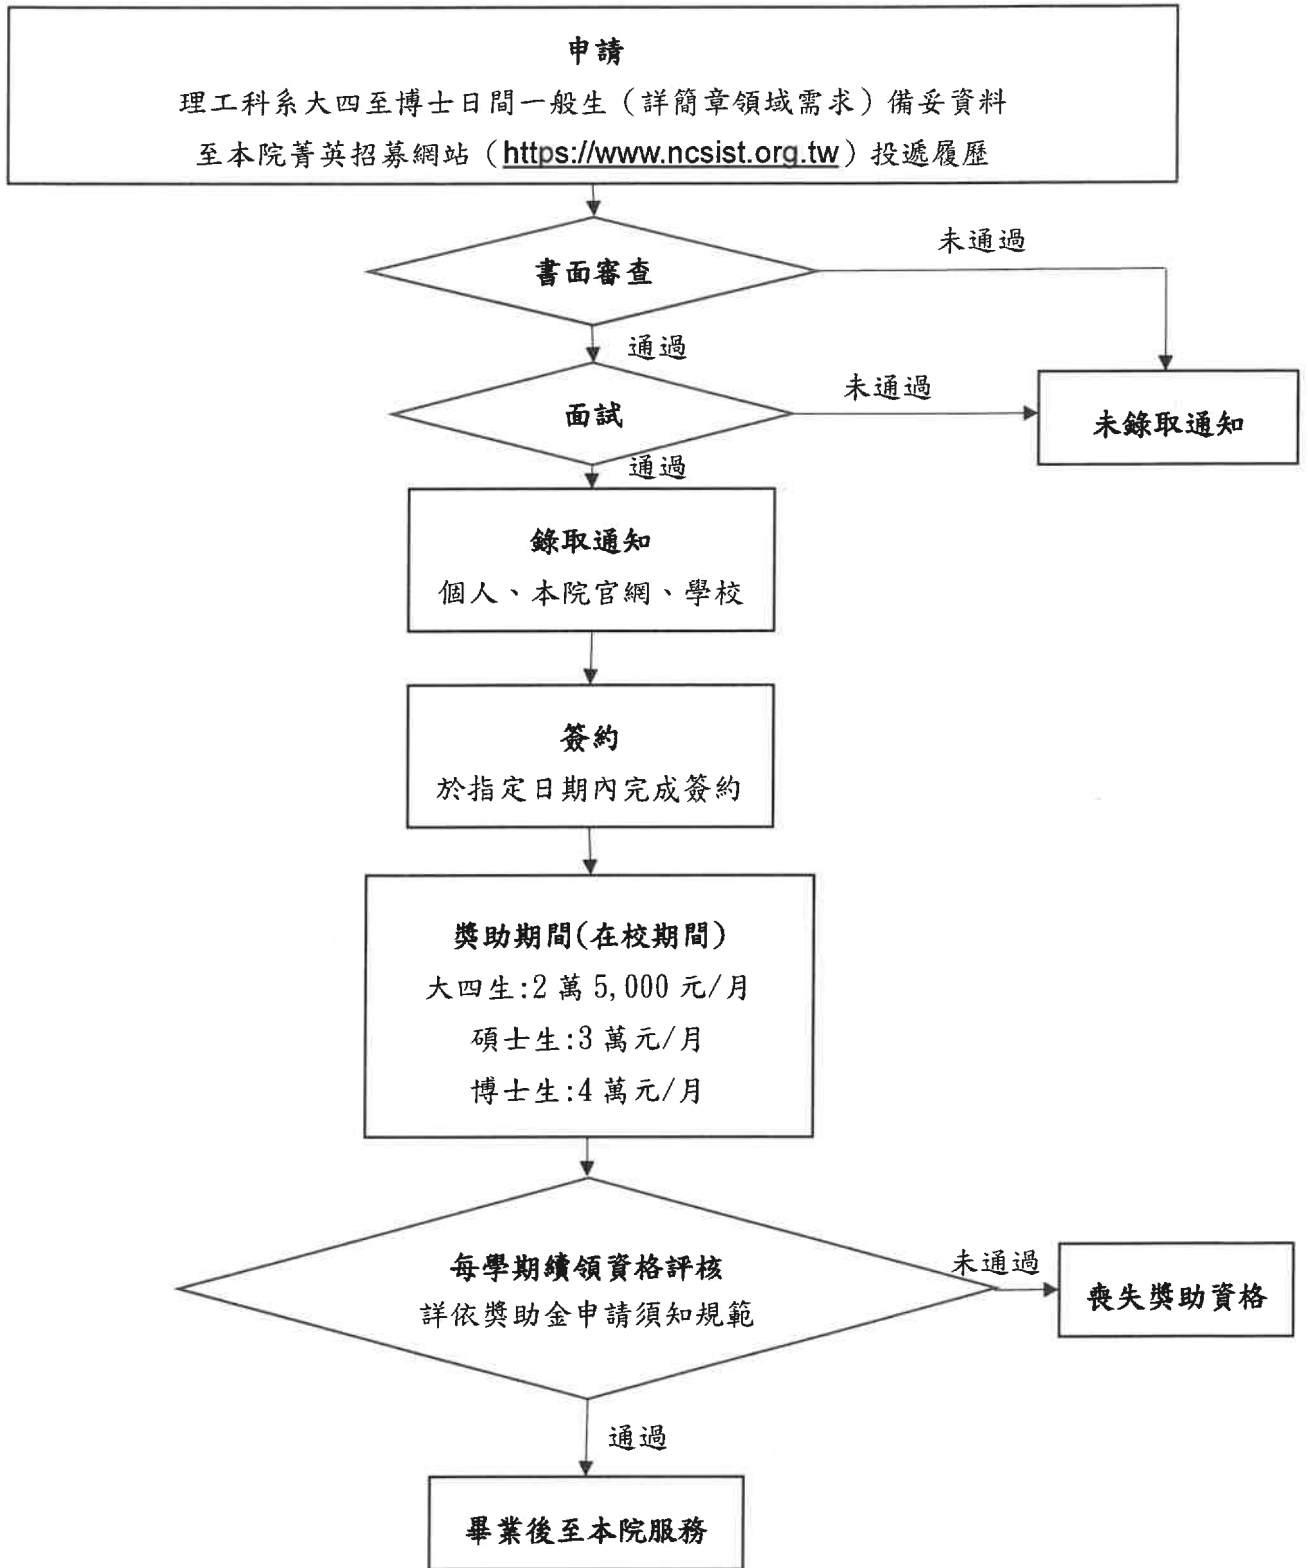 申請
理工科系大四至博士日間一般生（詳簡章領域需求）備妥資料
至本院菁英招募網站（https://www.ncsist.org.tw）投遞履歷
書面審查
未通過
通過
面試
未通過
未錄取通知
通過
錄取通知
個人、本院官網、學校
簽約
於指定日期內完成簽約
獎助期間(在校期間)
大四生:2 萬 5,000 元/月
碩士生:3 萬元/月
博士生:4 萬元/月
每學期續領資格評核
詳依獎助金申請須知規範
未通過
喪失獎助資格
通過
畢業後至本院服務